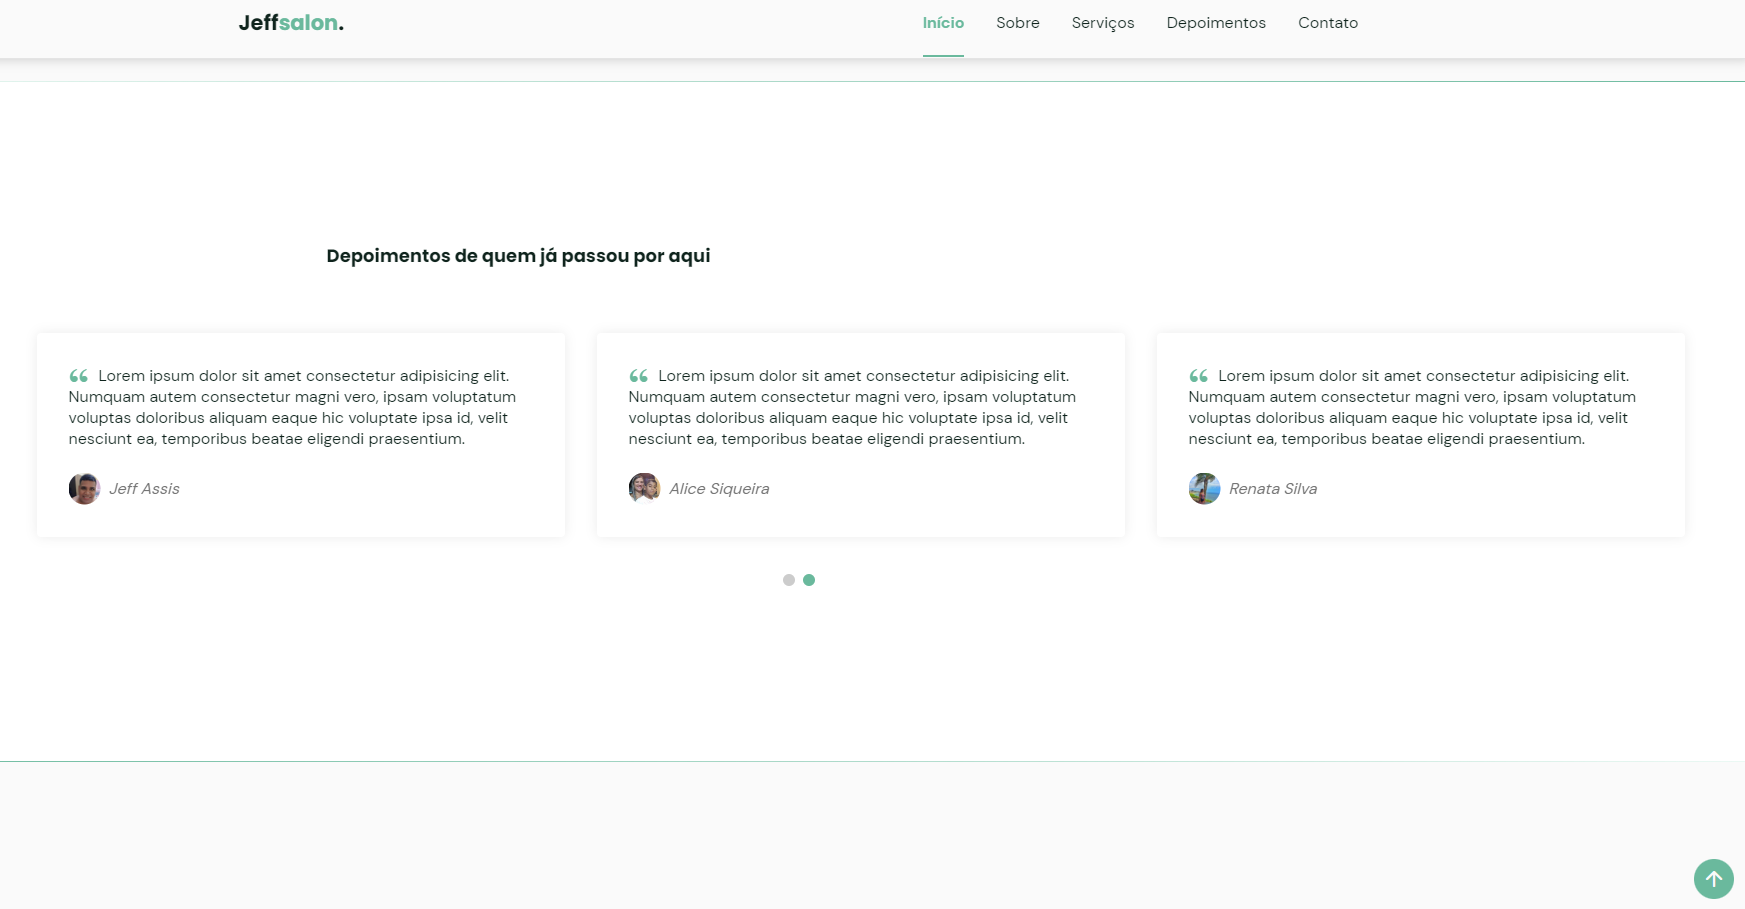 Jeffsalon.
Início Sobre Serviços Depoimentos Contato
Depoimentos de quem já passou por aqui
“ Lorem ipsum dolor sit amet consectetur adipisicing elit.
Numquam autem consectetur magni vero, ipsam voluptatum
voluptas doloribus aliquam eaque hic voluptate ipsa id, velit
nesciunt ea, temporibus beatae eligendi praesentium.
Jeff Assis
“ Lorem ipsum dolor sit amet consectetur adipisicing elit.
Numquam autem consectetur magni vero, ipsam voluptatum
voluptas doloribus aliquam eaque hic voluptate ipsa id, velit
nesciunt ea, temporibus beatae eligendi praesentium.
Alice Siqueira
“ Lorem ipsum dolor sit amet consectetur adipisicing elit.
Numquam autem consectetur magni vero, ipsam voluptatum
voluptas doloribus aliquam eaque hic voluptate ipsa id, velit
nesciunt ea, temporibus beatae eligendi praesentium.
Renata Silva